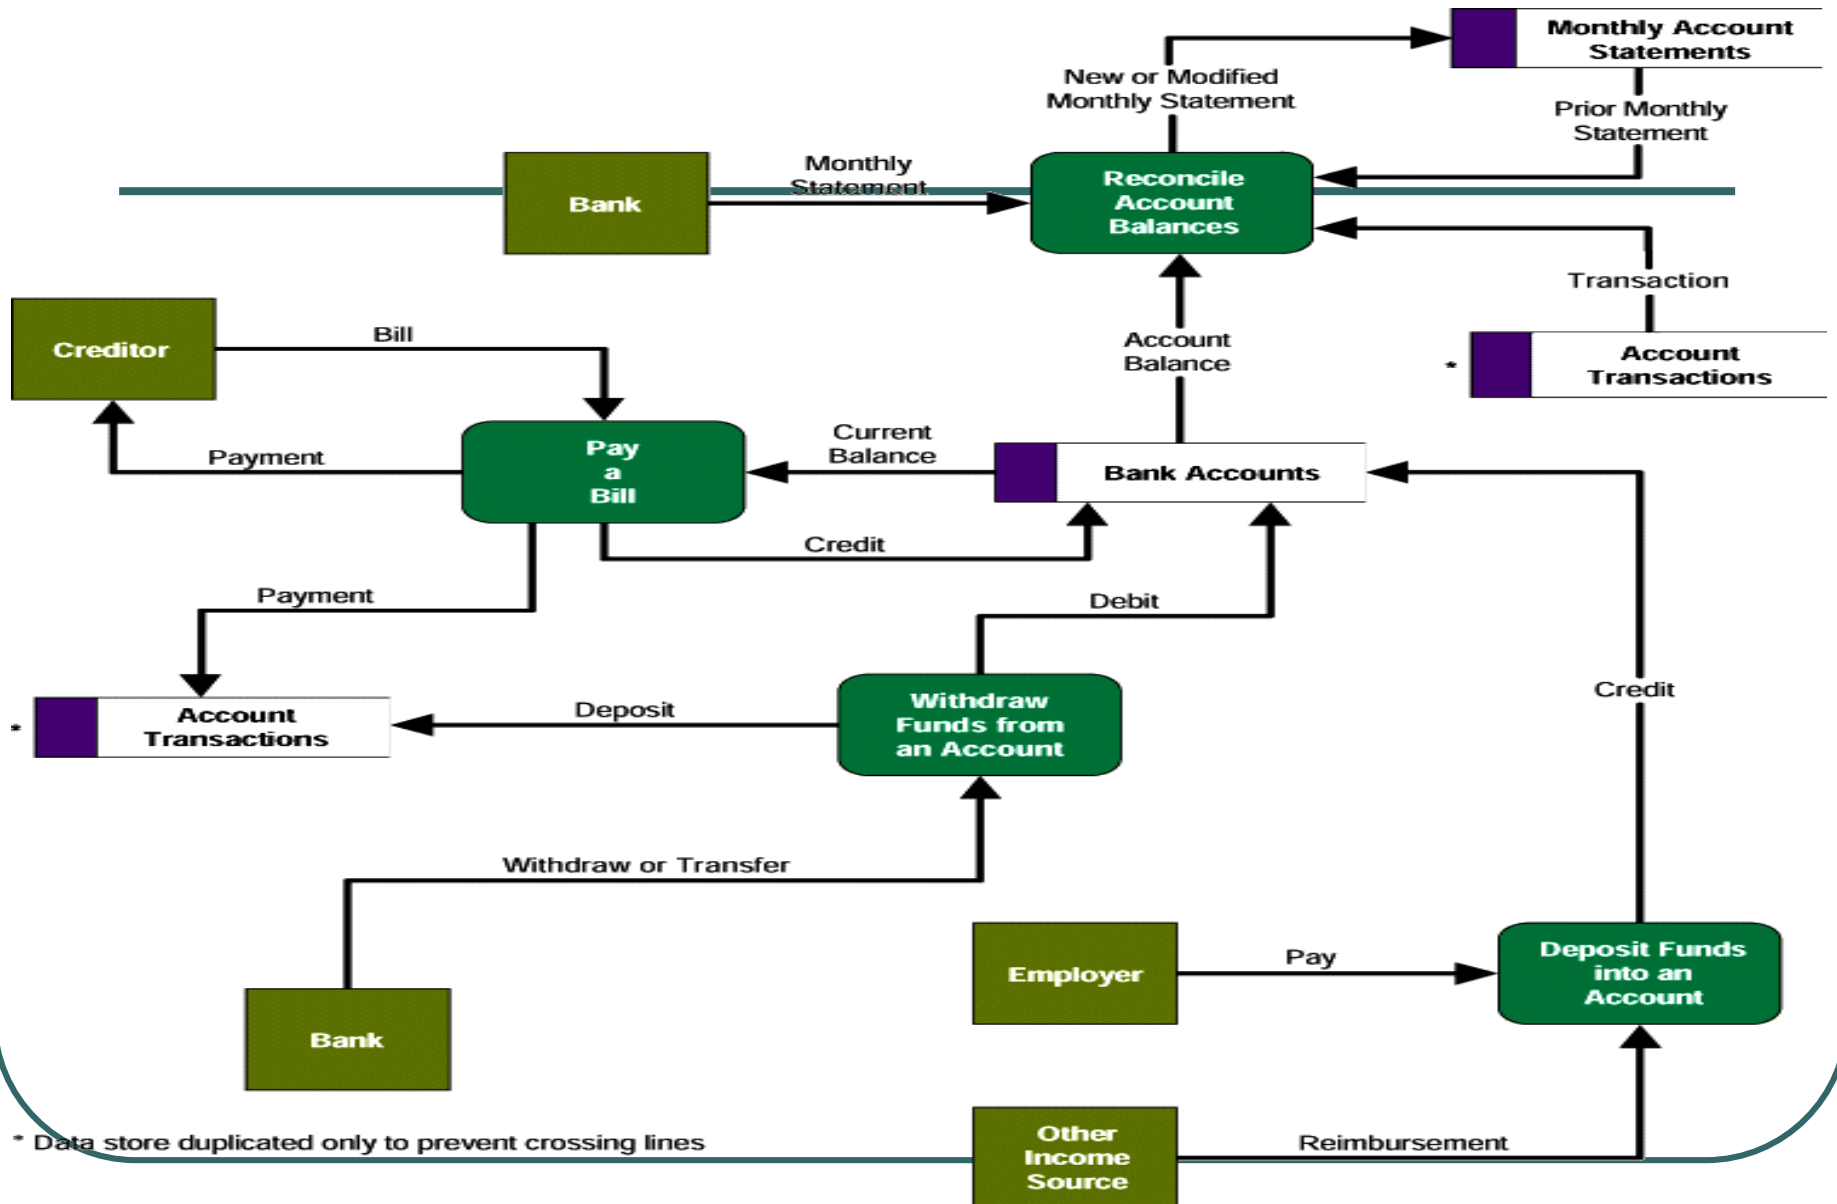 Monthly Account
Statements
New or Modified
Monthly Statement
Prior Monthly
Statement
Monthly
Statement
Bank
Reconcile
Account
Balances
Transaction
Creditor
Bill
Account
Balance
*
Account
Transactions
Pay
a
Bill
Current
Balance
Bank Accounts
Payment
Credit
Payment
Debit
*
Account
Transactions
Deposit
Withdraw
Funds from
an Account
Credit
Withdraw or Transfer
Employer
Pay
Deposit Funds
into an
Account
Bank
* Data store duplicated only to prevent crossing lines
Other
Income
Source
Reimbursement